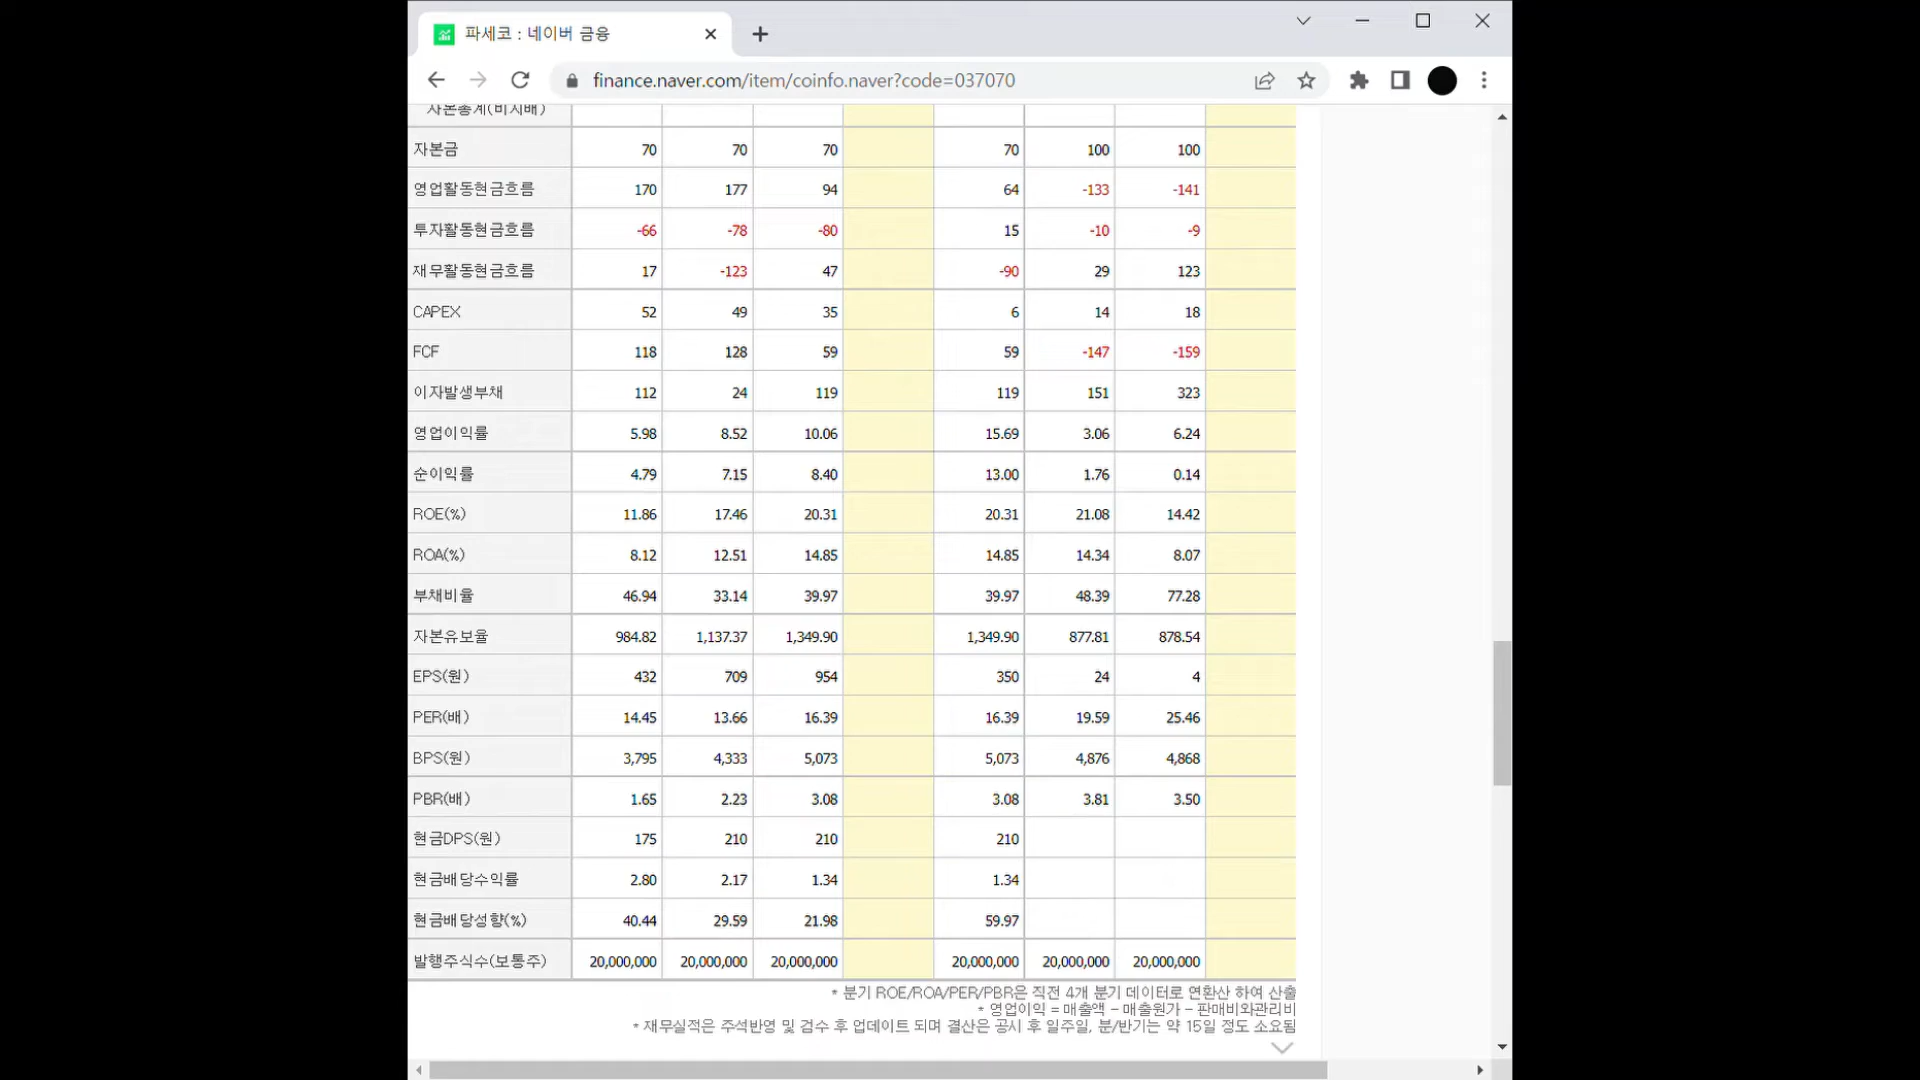 파세코 : 네이버 금융
finance.naver.com/item/coinfo.naver?code=037070
자본총계(비지배)
자본금 70 70 70 70 100 100
영업활동현금흐름 170 177 94 64 -133 -141
투자활동현금흐름 -66 -78 -80 15 -10 -9
재무활동현금흐름 17 -123 47 -90 29 123
CAPEX 52 49 35 6 14 18
FCF 118 128 59 59 -147 -159
이자발생부채 112 24 119 119 151 323
영업이익률 5.98 8.52 10.06 15.69 3.06 6.24
순이익률 4.79 7.15 8.40 13.00 1.76 0.14
ROE(%) 11.86 17.46 20.31 20.31 21.08 14.42
ROA(%) 8.12 12.51 14.85 14.85 14.34 8.07
부채비율 46.94 33.14 39.97 39.97 48.39 77.28
자본유보율 984.82 1,137.37 1,349.90 1,349.90 877.81 878.54
EPS(원) 432 709 954 350 24 4
PER(배) 14.45 13.66 16.39 16.39 19.59 25.46
BPS(원) 3,795 4,333 5,073 5,073 4,876 4,868
PBR(배) 1.65 2.23 3.08 3.08 3.81 3.50
현금DPS(원) 175 210 210 210
현금배당수익률 2.80 2.17 1.34 1.34
현금배당성향(%) 40.44 29.59 21.98 59.97
발행주식수(보통주) 20,000,000 20,000,000 20,000,000 20,000,000 20,000,000 20,000,000
* 분기 ROE/ROA/PER/PBR은 직전 4개 분기 데이터로 연환산 하여 산출
* 영업이익 = 매출액 - 매출원가 - 판매비와관리비
* 재무실적은 주석반영 및 검수 후 업데이트 되며 결산은 공시 후 일주일, 분/반기는 약 15일 정도 소요됨